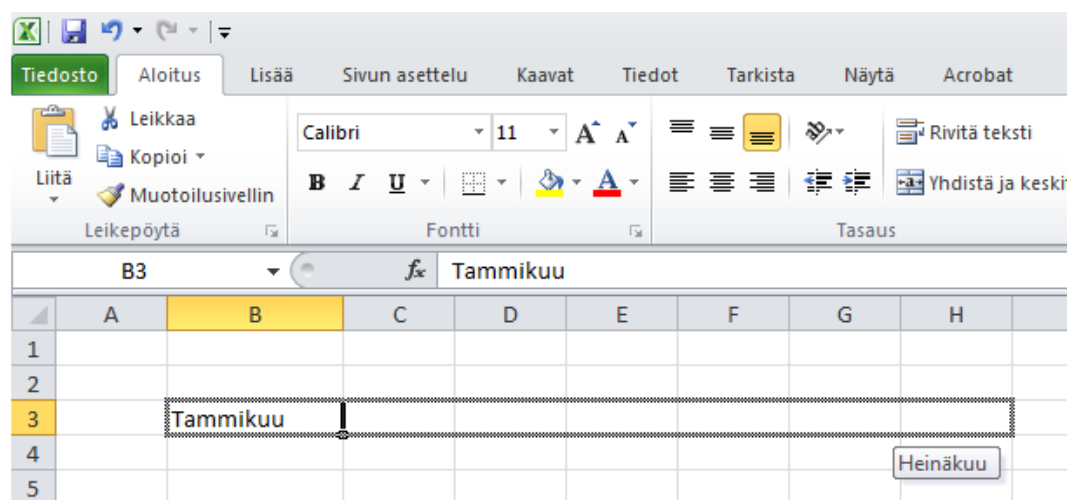 Tiedosto Aloitus Lisää Sivun asettelu Kaavat Tiedot Tarkista Näytä Acrobat
Liitä
Leikkaa
Kopioi
Muotoilusivellin
Leikepöytä
Calibri 11 A A
B I U A
Fontti
Rivitä teksti
Yhdistä ja keskit
Tasaus
B3 fx Tammikuu
A B C D E F G H
1
2
3 Tammikuu
4
Heinäkuu
5